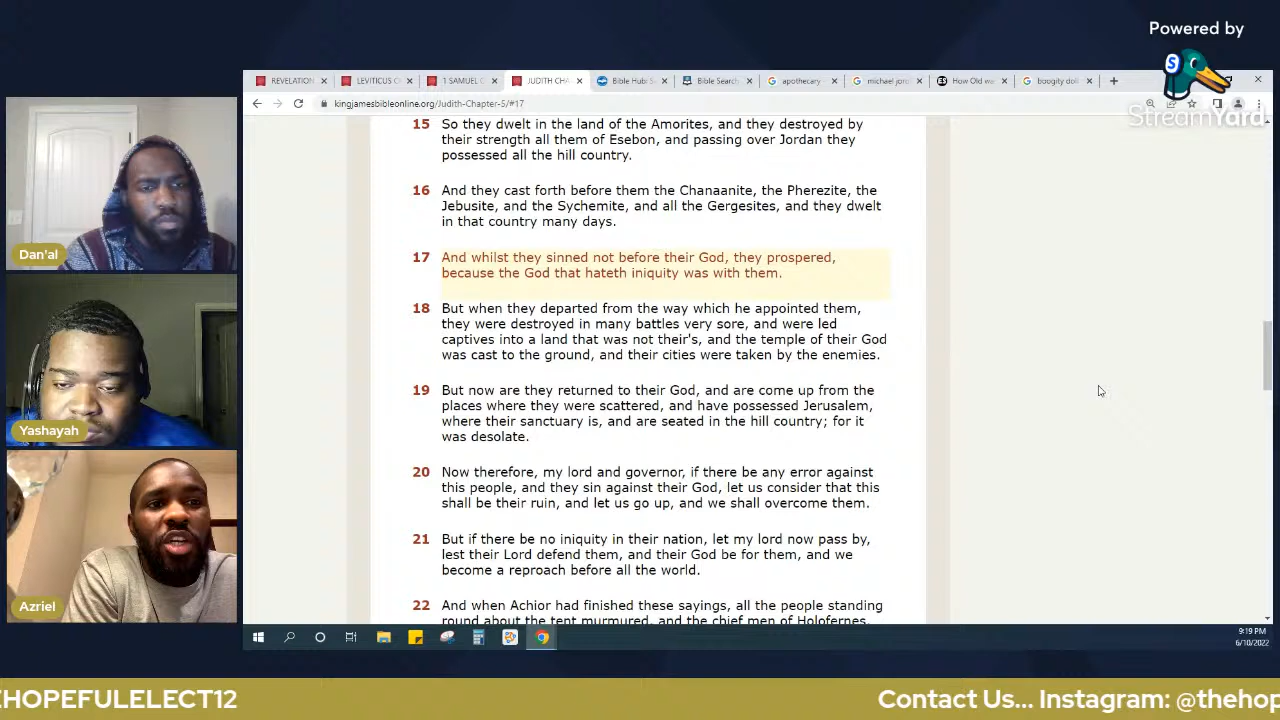 Powered by
StreamYard
REVELATION
LEVITICUS C
1 SAMUEL C
JUDITH CHA
Bible Hub: S
Bible Search
apothecary
michael jor
How Old wa
boogity doll
kingjamesbibleonline.org/Judith-Chapter-5/#17
15 So they dwelt in the land of the Amorites, and they destroyed by
their strength all them of Esebon, and passing over Jordan they
possessed all the hill country.
16 And they cast forth before them the Chanaanite, the Pherezite, the
Jebusite, and the Sychemite, and all the Gergesites, and they dwelt
in that country many days.
17 And whilst they sinned not before their God, they prospered,
because the God that hateth iniquity was with them.
18 But when they departed from the way which he appointed them,
they were destroyed in many battles very sore, and were led
captives into a land that was not their's, and the temple of their God
was cast to the ground, and their cities were taken by the enemies.
19 But now are they returned to their God, and are come up from the
places where they were scattered, and have possessed Jerusalem,
where their sanctuary is, and are seated in the hill country; for it
was desolate.
20 Now therefore, my lord and governor, if there be any error against
this people, and they sin against their God, let us consider that this
shall be their ruin, and let us go up, and we shall overcome them.
21 But if there be no iniquity in their nation, let my lord now pass by,
lest their Lord defend them, and their God be for them, and we
become a reproach before all the world.
22 And when Achior had finished these sayings, all the people standing
round about the tent murmured, and the chief men of Holofernes,
Dan'al
Yashayah
Azriel
9:19 PM
6/10/2022
EHOPEFULELECT12
Contact Us... Instagram: @thehop